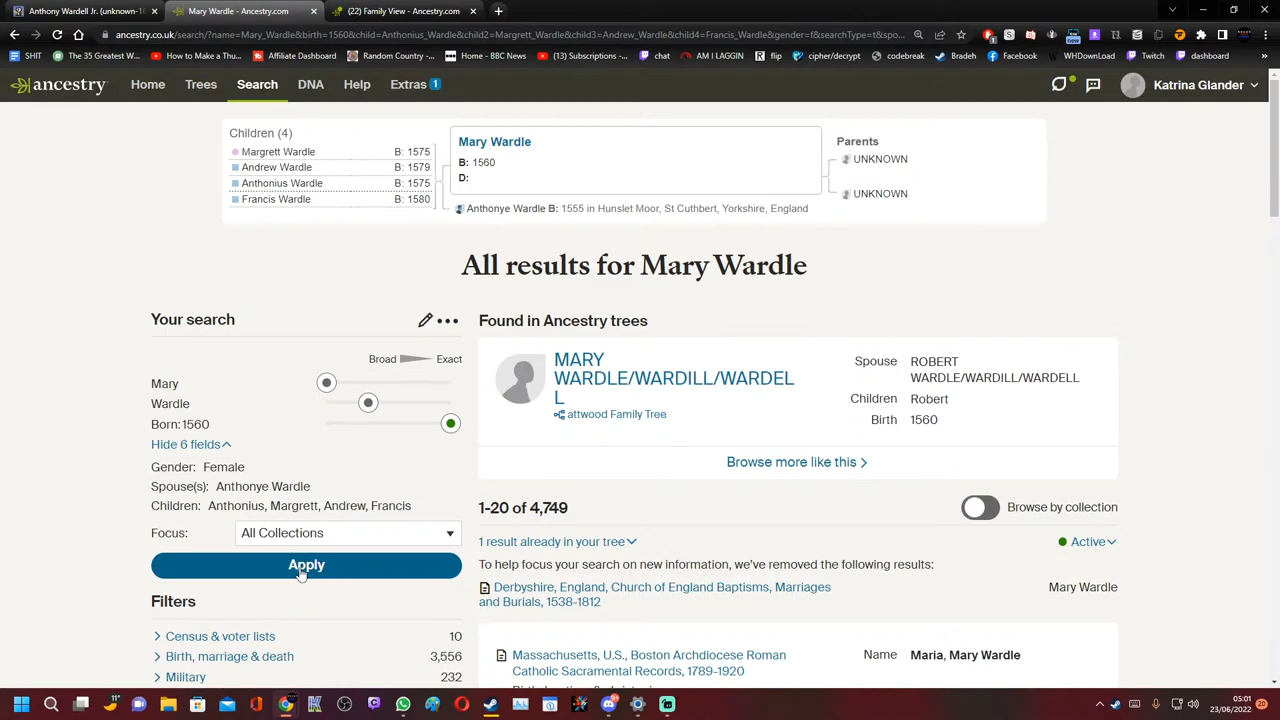 Anthony Wardell Jr. (unknown-1
Mary Wardle - Ancestry.com
(22) Family View - Ancestry.com
ancestry.co.uk/search/?name=Mary_Wardle&birth=1560&child=Anthonius_Wardle&child2=Margrett_Wardle&child3=Andrew_Wardle&child4=Francis_Wardle&gender=f&searchType=t&spo...
SHIT
The 35 Greatest W...
How to Make a Thu...
Affiliate Dashboard
Kindom Country -...
Home - BBC News
(13) Subscriptions -...
chat
AM I LAGGIN
flip
cipher/decrypt
codebreak
Steam Bradeh
Facebook
WHDownLoad
Twitch
dashboard
ancestry
Home
Trees
Search
DNA
Help
Extras 1
Katrina Glander
Children (4)
Margrett Wardle B: 1575
Andrew Wardle B: 1579
Anthonius Wardle B: 1575
Francis Wardle B: 1580
Mary Wardle
B: 1560
D:
Anthonye Wardle B: 1555 in Hunslet Moor, St Cuthbert, Yorkshire, England
Parents
UNKNOWN
UNKNOWN
All results for Mary Wardle
Your search
Broad Exact
Mary
Wardle
Born: 1560
Hide 6 fields
Gender: Female
Spouse(s): Anthonye Wardle
Children: Anthonius, Margrett, Andrew, Francis
Focus: All Collections
Apply
Filters
Census & voter lists 10
Birth, marriage & death 3,556
Military 232
Found in Ancestry trees
MARY
WARDLE/WARDILL/WARDEL
L
attwood Family Tree
Spouse ROBERT
WARDLE/WARDILL/WARDELL
Children Robert
Birth 1560
Browse more like this
1-20 of 4,749
Browse by collection
1 result already in your tree
Active
To help focus your search on new information, we've removed the following results:
Derbyshire, England, Church of England Baptisms, Marriages
and Burials, 1538-1812
Mary Wardle
Massachusetts, U.S., Boston Archdiocese Roman
Catholic Sacramental Records, 1789-1920
Name Maria, Mary Wardle
05:01
23/06/2022